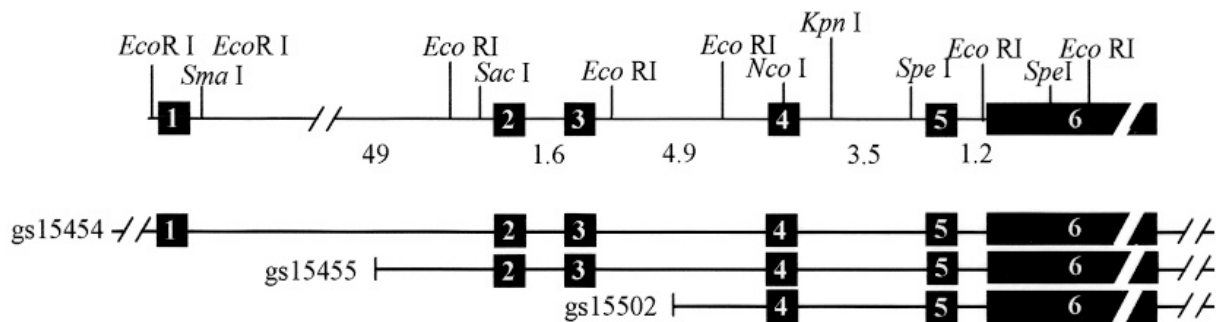 Kpn I
EcoR I EcoR I Eco RI Eco RI Eco RI Eco RI
Sma I Sac I Eco RI Nco I Spe I SpeI
1 2 3 4 5 6
49 1.6 4.9 3.5 1.2
gs15454 1 2 3 4 5 6
gs15455 2 3 4 5 6
gs15502 4 5 6